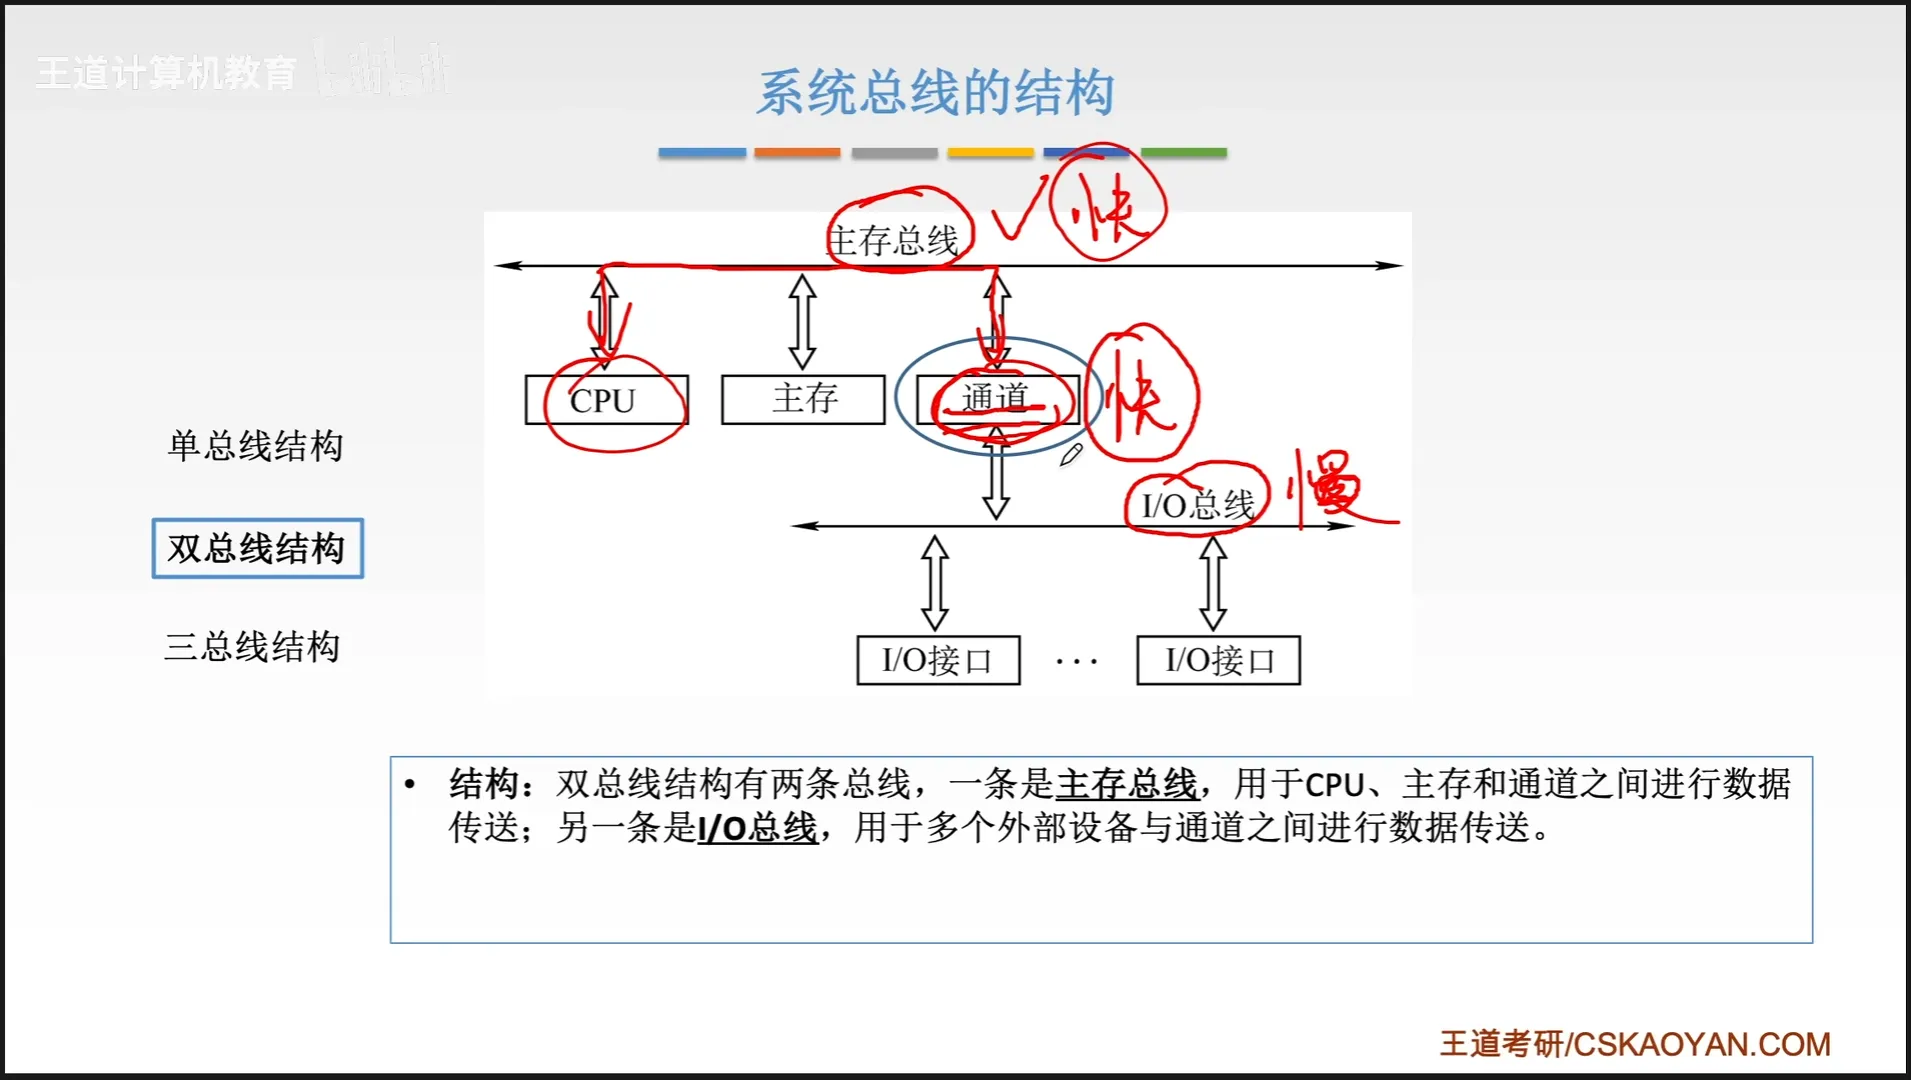 王道计算机教育
系统总线的结构
主存总线
快
CPU
主存
通道
快
I/O总线
慢
I/O接口
···
I/O接口
单总线结构
双总线结构
三总线结构
• 结构：双总线结构有两条总线，一条是主存总线，用于CPU、主存和通道之间进行数据
传送；另一条是I/O总线，用于多个外部设备与通道之间进行数据传送。
王道考研/CSKAOYAN.COM